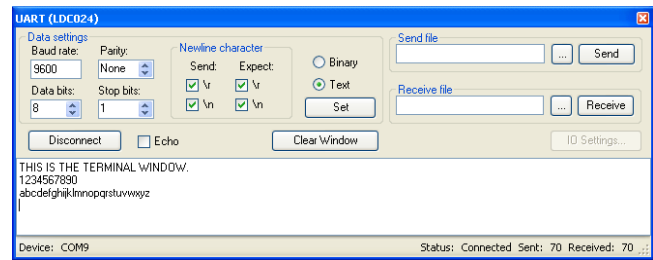 UART (LDC024)
Data settings
Baud rate: Parity:
9600 None
Data bits: Stop bits:
8 1
Newline character
Send: Expect:
\r \r
\n \n
Binary
Text
Set
Send file
... Send
Receive file
... Receive
Disconnect Echo Clear Window IO Settings...
THIS IS THE TERMINAL WINDOW.
1234567890
abcdefghijklmnopqrstuvwxyz
Device: COM9 Status: Connected Sent: 70 Received: 70